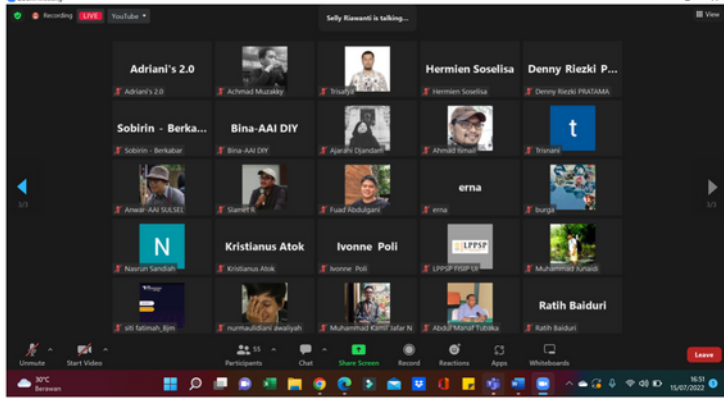 Recording LIVE YouTube Selly Riawanti is talking... View
Adriani's 2.0
Adriani's 2.0
Achmad Muzakky
Trisafya
Hermien Soselisa
Hermien Soselisa
Denny Riezki P...
Denny Riezki PRATAMA
Sobirin - Berka...
Sobirin - Berkabar
Bina-AAI DIY
Bina-AAI DIY
Ajarani Djandam
Ahmad Ismail
t
Trisnani
Anwar-AAI SULSEL
Slamet R
Fuad Abdulgani
erna
erna
burga
3/3
3/3
N
Nasrun Sandiah
Kristianus Atok
Kristianus Atok
Ivonne Poli
Ivonne Poli
LPPSP
LPPSP FISIP UI
Muhammad Junaidi
siti fatimah_Bjm
nurmaulidiani awaliyah
Muhammad Kamil Jafar N
Abdul Manaf Tubaka
Ratih Baiduri
Ratih Baiduri
Unmute Start Video 55 Participants Chat Share Screen Record Reactions Apps Whiteboards Leave
30°C
Berawan
16:51
15/07/2022